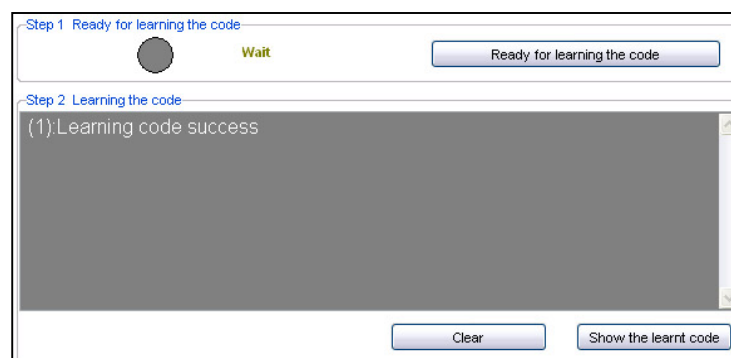 Step 1 Ready for learning the code
Wait
Ready for learning the code
Step 2 Learning the code
(1):Learning code success
Clear
Show the learnt code